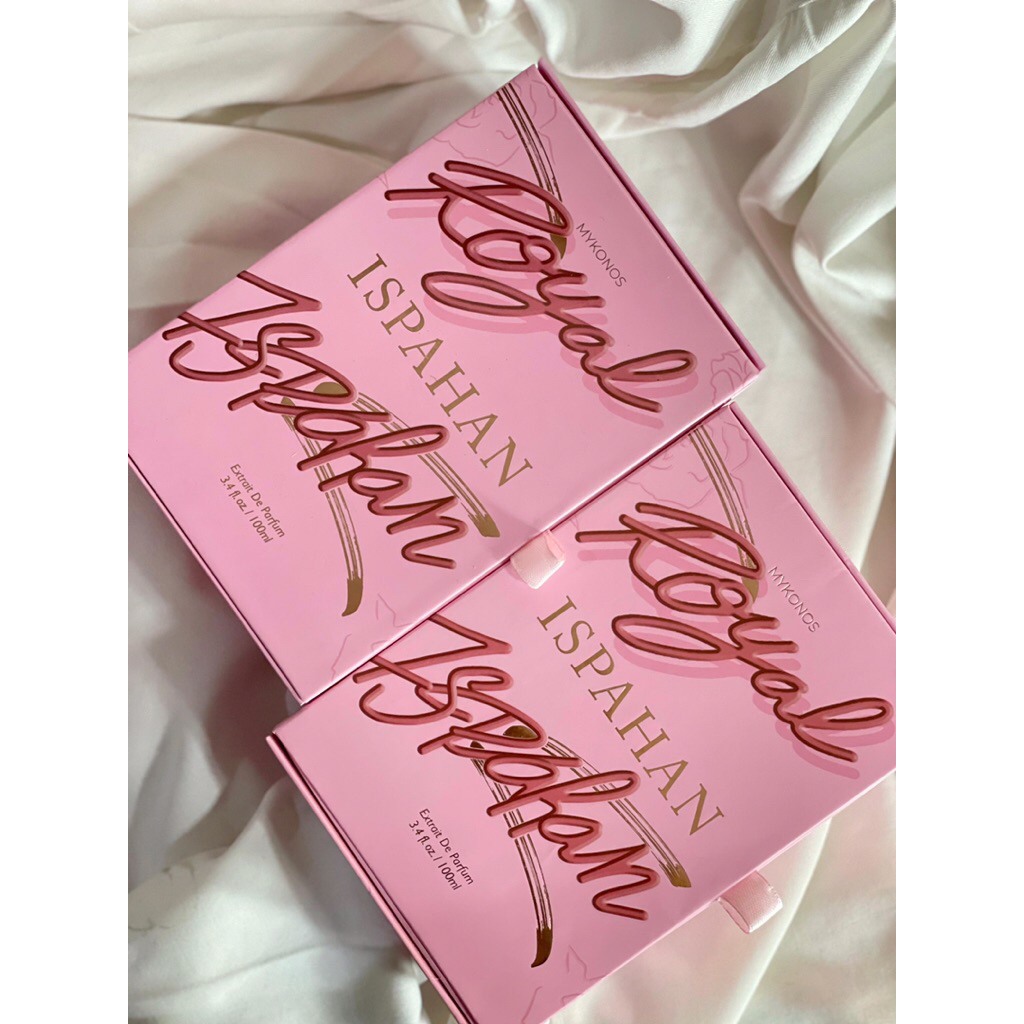 MYKONOS
Royal
ISPAHAN
Ispahan
Extrait De Parfum
3.4 fl.oz / 100ml
MYKONOS
Royal
ISPAHAN
Ispahan
Extrait De Parfum
3.4 fl.oz / 100ml